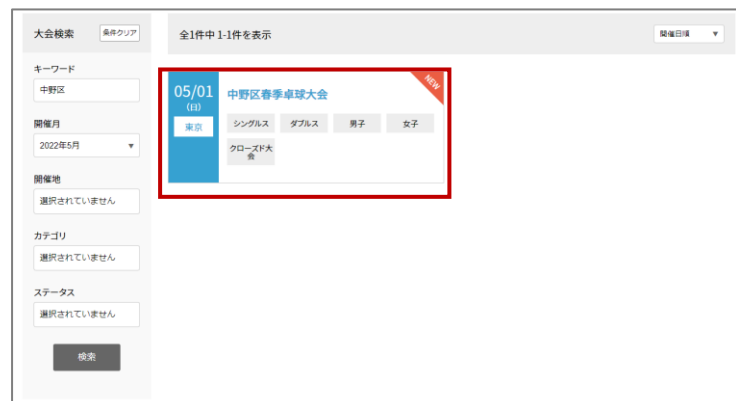 大会検索
条件クリア
キーワード
中野区
開催月
2022年5月
開催地
選択されていません
カテゴリ
選択されていません
ステータス
選択されていません
検索
全1件中 1-1件を表示
開催日順
05/01
(日)
東京
中野区春季卓球大会
NEW
シングルス
ダブルス
男子
女子
クローズド大
会